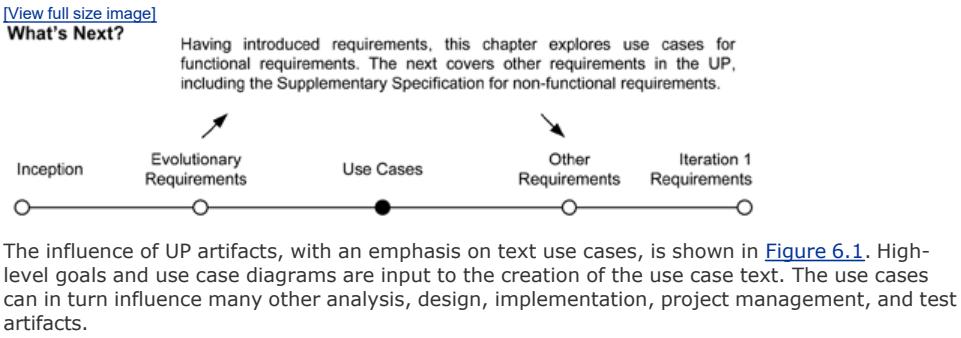 [View full size image]
What's Next?
Having introduced requirements, this chapter explores use cases for
functional requirements. The next covers other requirements in the UP,
including the Supplementary Specification for non-functional requirements.
Inception
Evolutionary
Requirements
Use Cases
Other
Requirements
Iteration 1
Requirements
The influence of UP artifacts, with an emphasis on text use cases, is shown in Figure 6.1. High-
level goals and use case diagrams are input to the creation of the use case text. The use cases
can in turn influence many other analysis, design, implementation, project management, and test
artifacts.